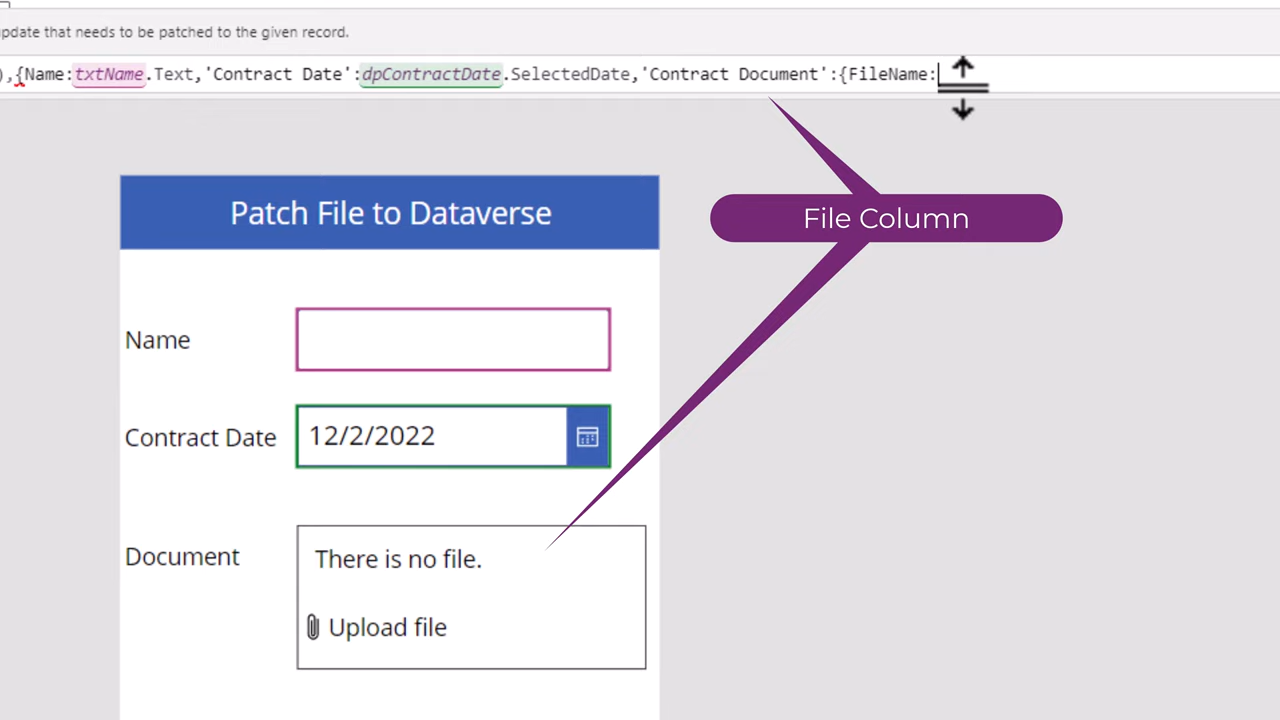 update that needs to be patched to the given record.
),{Name:txtName.Text,'Contract Date':dpContractDate.SelectedDate,'Contract Document':{FileName:
Patch File to Dataverse
File Column
Name
Contract Date
12/2/2022
Document
There is no file.
Upload file